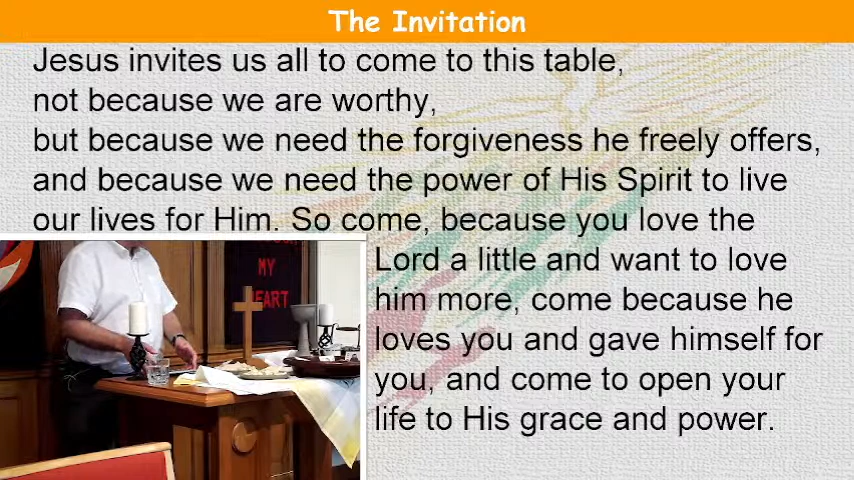 The Invitation
Jesus invites us all to come to this table,
not because we are worthy,
but because we need the forgiveness he freely offers,
and because we need the power of His Spirit to live
our lives for Him. So come, because you love the
Lord a little and want to love
him more, come because he
loves you and gave himself for
you, and come to open your
life to His grace and power.
MY
HEART